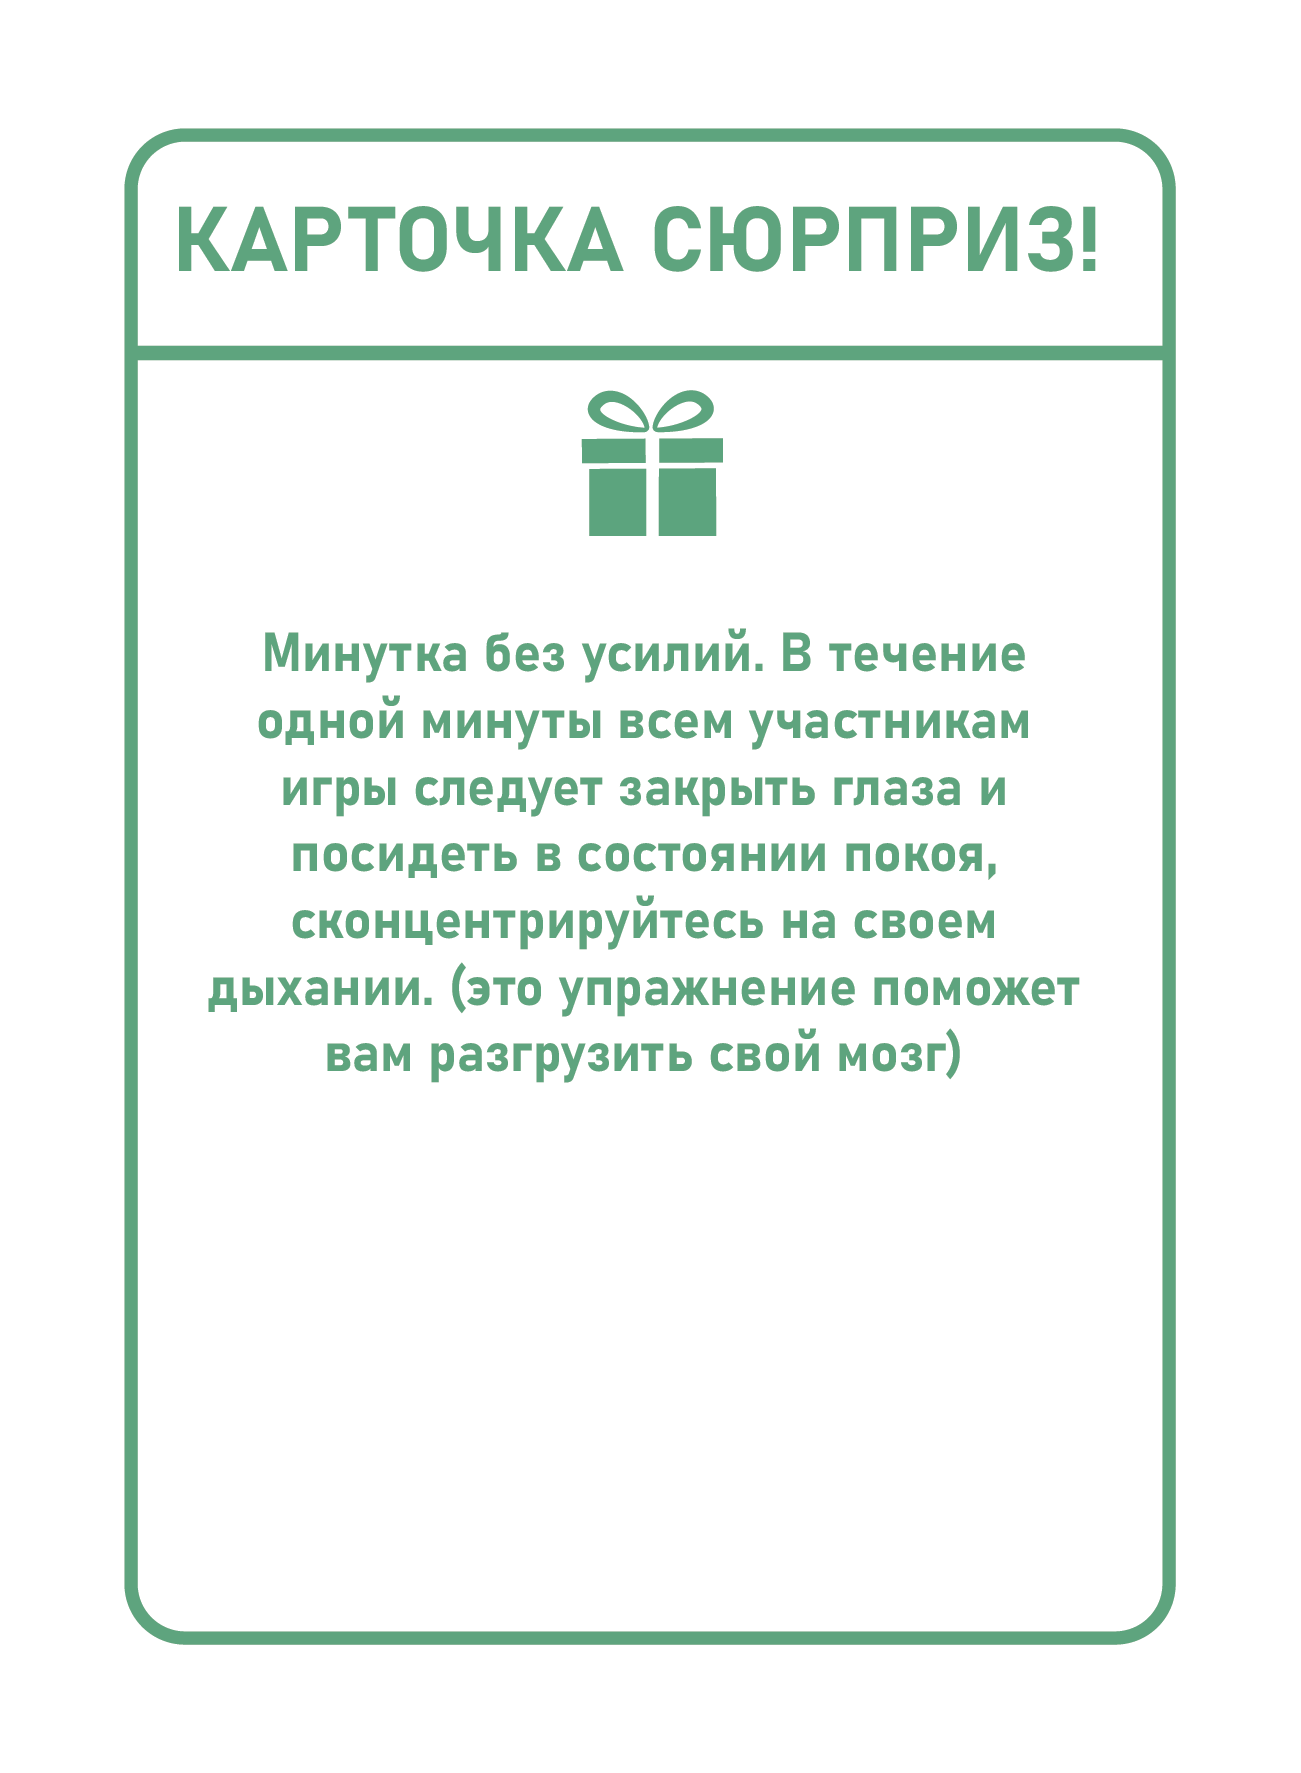 КАРТОЧКА СЮРПРИЗ!
Минутка без усилий. В течение
одной минуты всем участникам
игры следует закрыть глаза и
посидеть в состоянии покоя,
сконцентрируйтесь на своем
дыхании. (это упражнение поможет
вам разгрузить свой мозг)